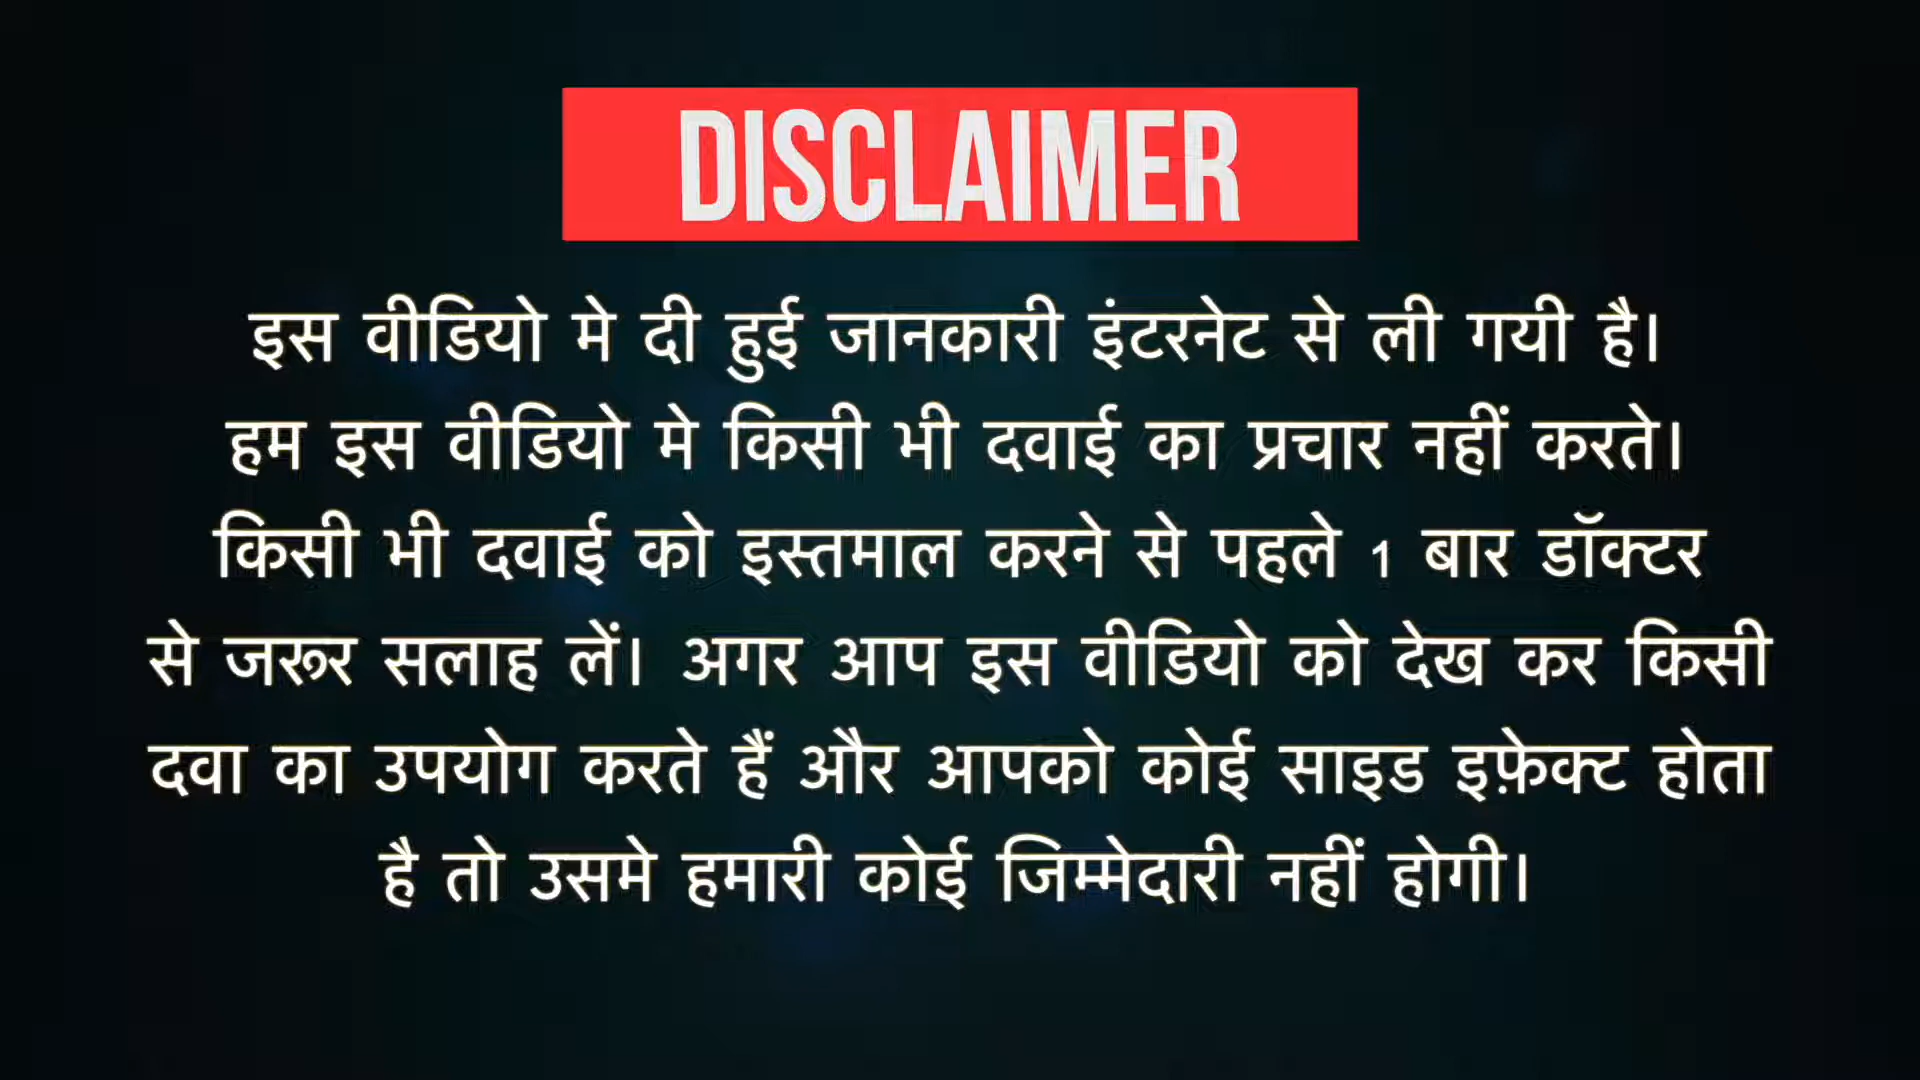 DISCLAIMER
इस वीडियो मे दी हुई जानकारी इंटरनेट से ली गयी है।
हम इस वीडियो मे किसी भी दवाई का प्रचार नहीं करते।
किसी भी दवाई को इस्तमाल करने से पहले 1 बार डॉक्टर
से जरूर सलाह लें। अगर आप इस वीडियो को देख कर किसी
दवा का उपयोग करते हैं और आपको कोई साइड इफ़ेक्ट होता
है तो उसमे हमारी कोई जिम्मेदारी नहीं होगी।